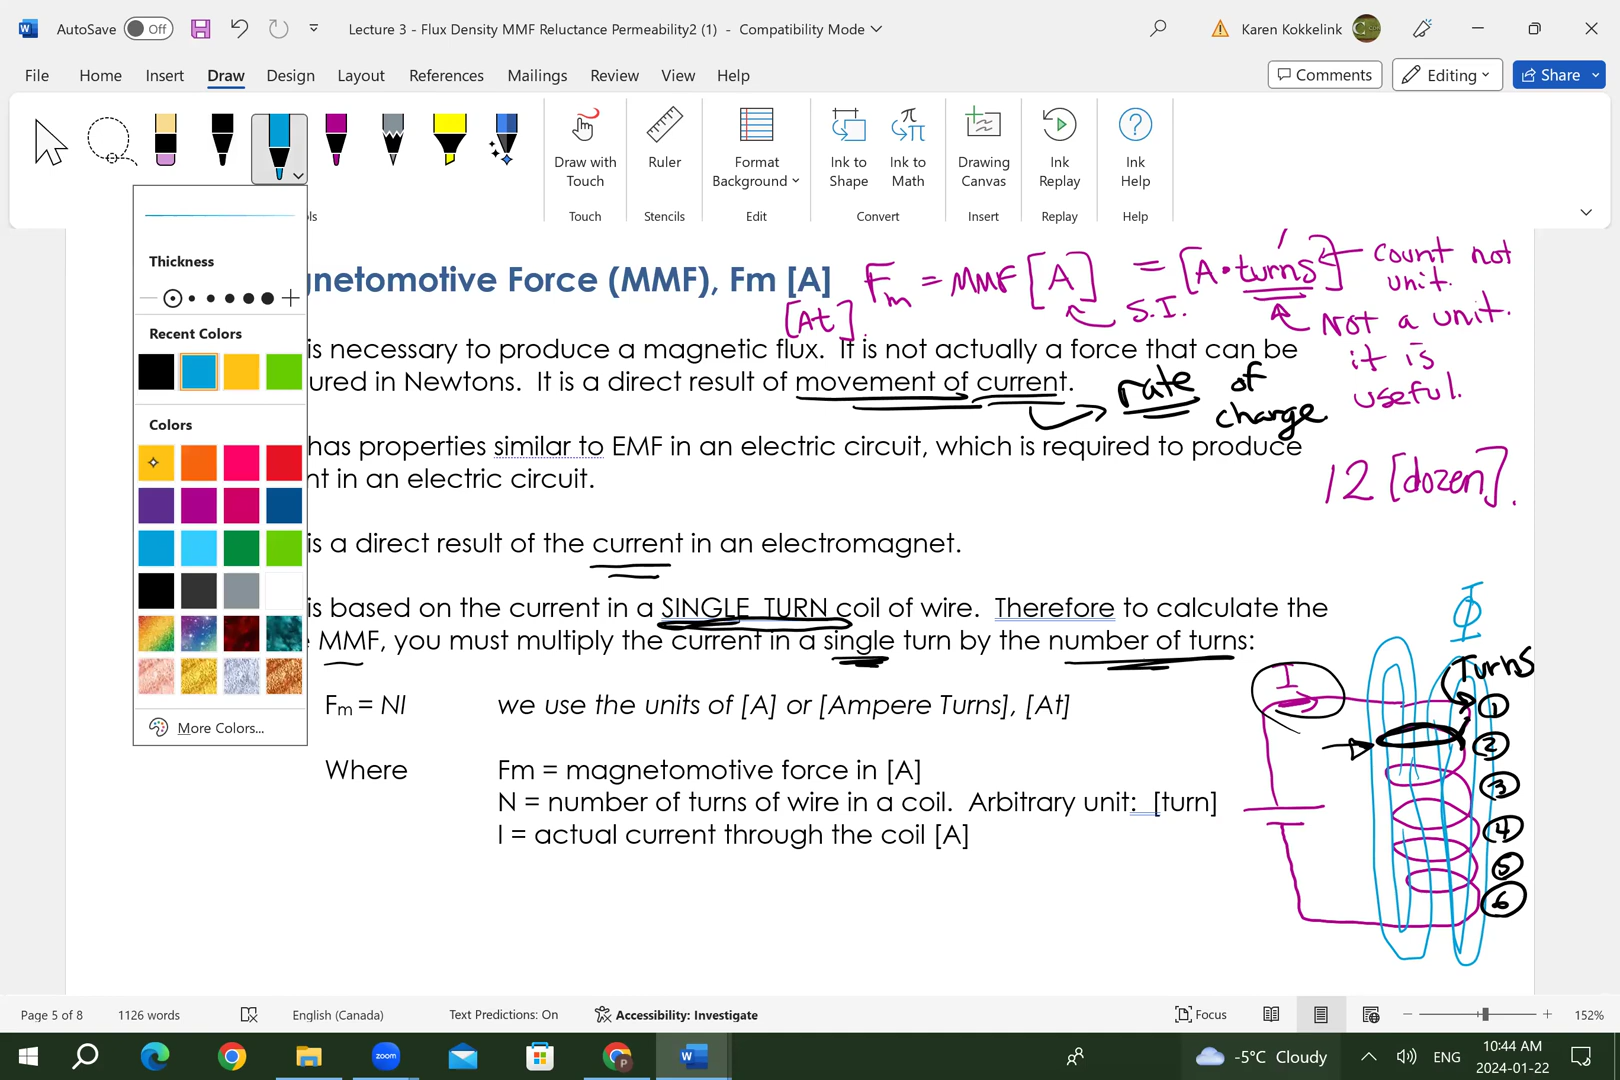 AutoSave Off Lecture 3 - Flux Density MMF Reluctance Permeability2 (1) - Compatibility Mode Karen Kokkelink
File Home Insert Draw Design Layout References Mailings Review View Help Comments Editing Share
Draw with Touch Ruler Format Background Ink to Shape Ink to Math Drawing Canvas Ink Replay Ink Help
ols Touch Stencils Edit Convert Insert Replay Help
Thickness
Recent Colors
Colors
More Colors...
gnetomotive Force (MMF), Fm [A]
Fm = MMF [A] = [A • turns]
count not unit.
[At]
S.I.
Not a unit. it is useful.
is necessary to produce a magnetic flux. It is not actually a force that can be
ured in Newtons. It is a direct result of movement of current.
rate of charge
has properties similar to EMF in an electric circuit, which is required to produce
nt in an electric circuit.
12 [dozen].
is a direct result of the current in an electromagnet.
is based on the current in a SINGLE TURN coil of wire. Therefore to calculate the
MMF, you must multiply the current in a single turn by the number of turns:
Φ
Turns
I
1
2
3
4
5
6
Fm = NI we use the units of [A] or [Ampere Turns], [At]
Where Fm = magnetomotive force in [A]
N = number of turns of wire in a coil. Arbitrary unit: [turn]
I = actual current through the coil [A]
Page 5 of 8 1126 words English (Canada) Text Predictions: On Accessibility: Investigate Focus 152%
zoom -5°C Cloudy ENG 10:44 AM
2024-01-22